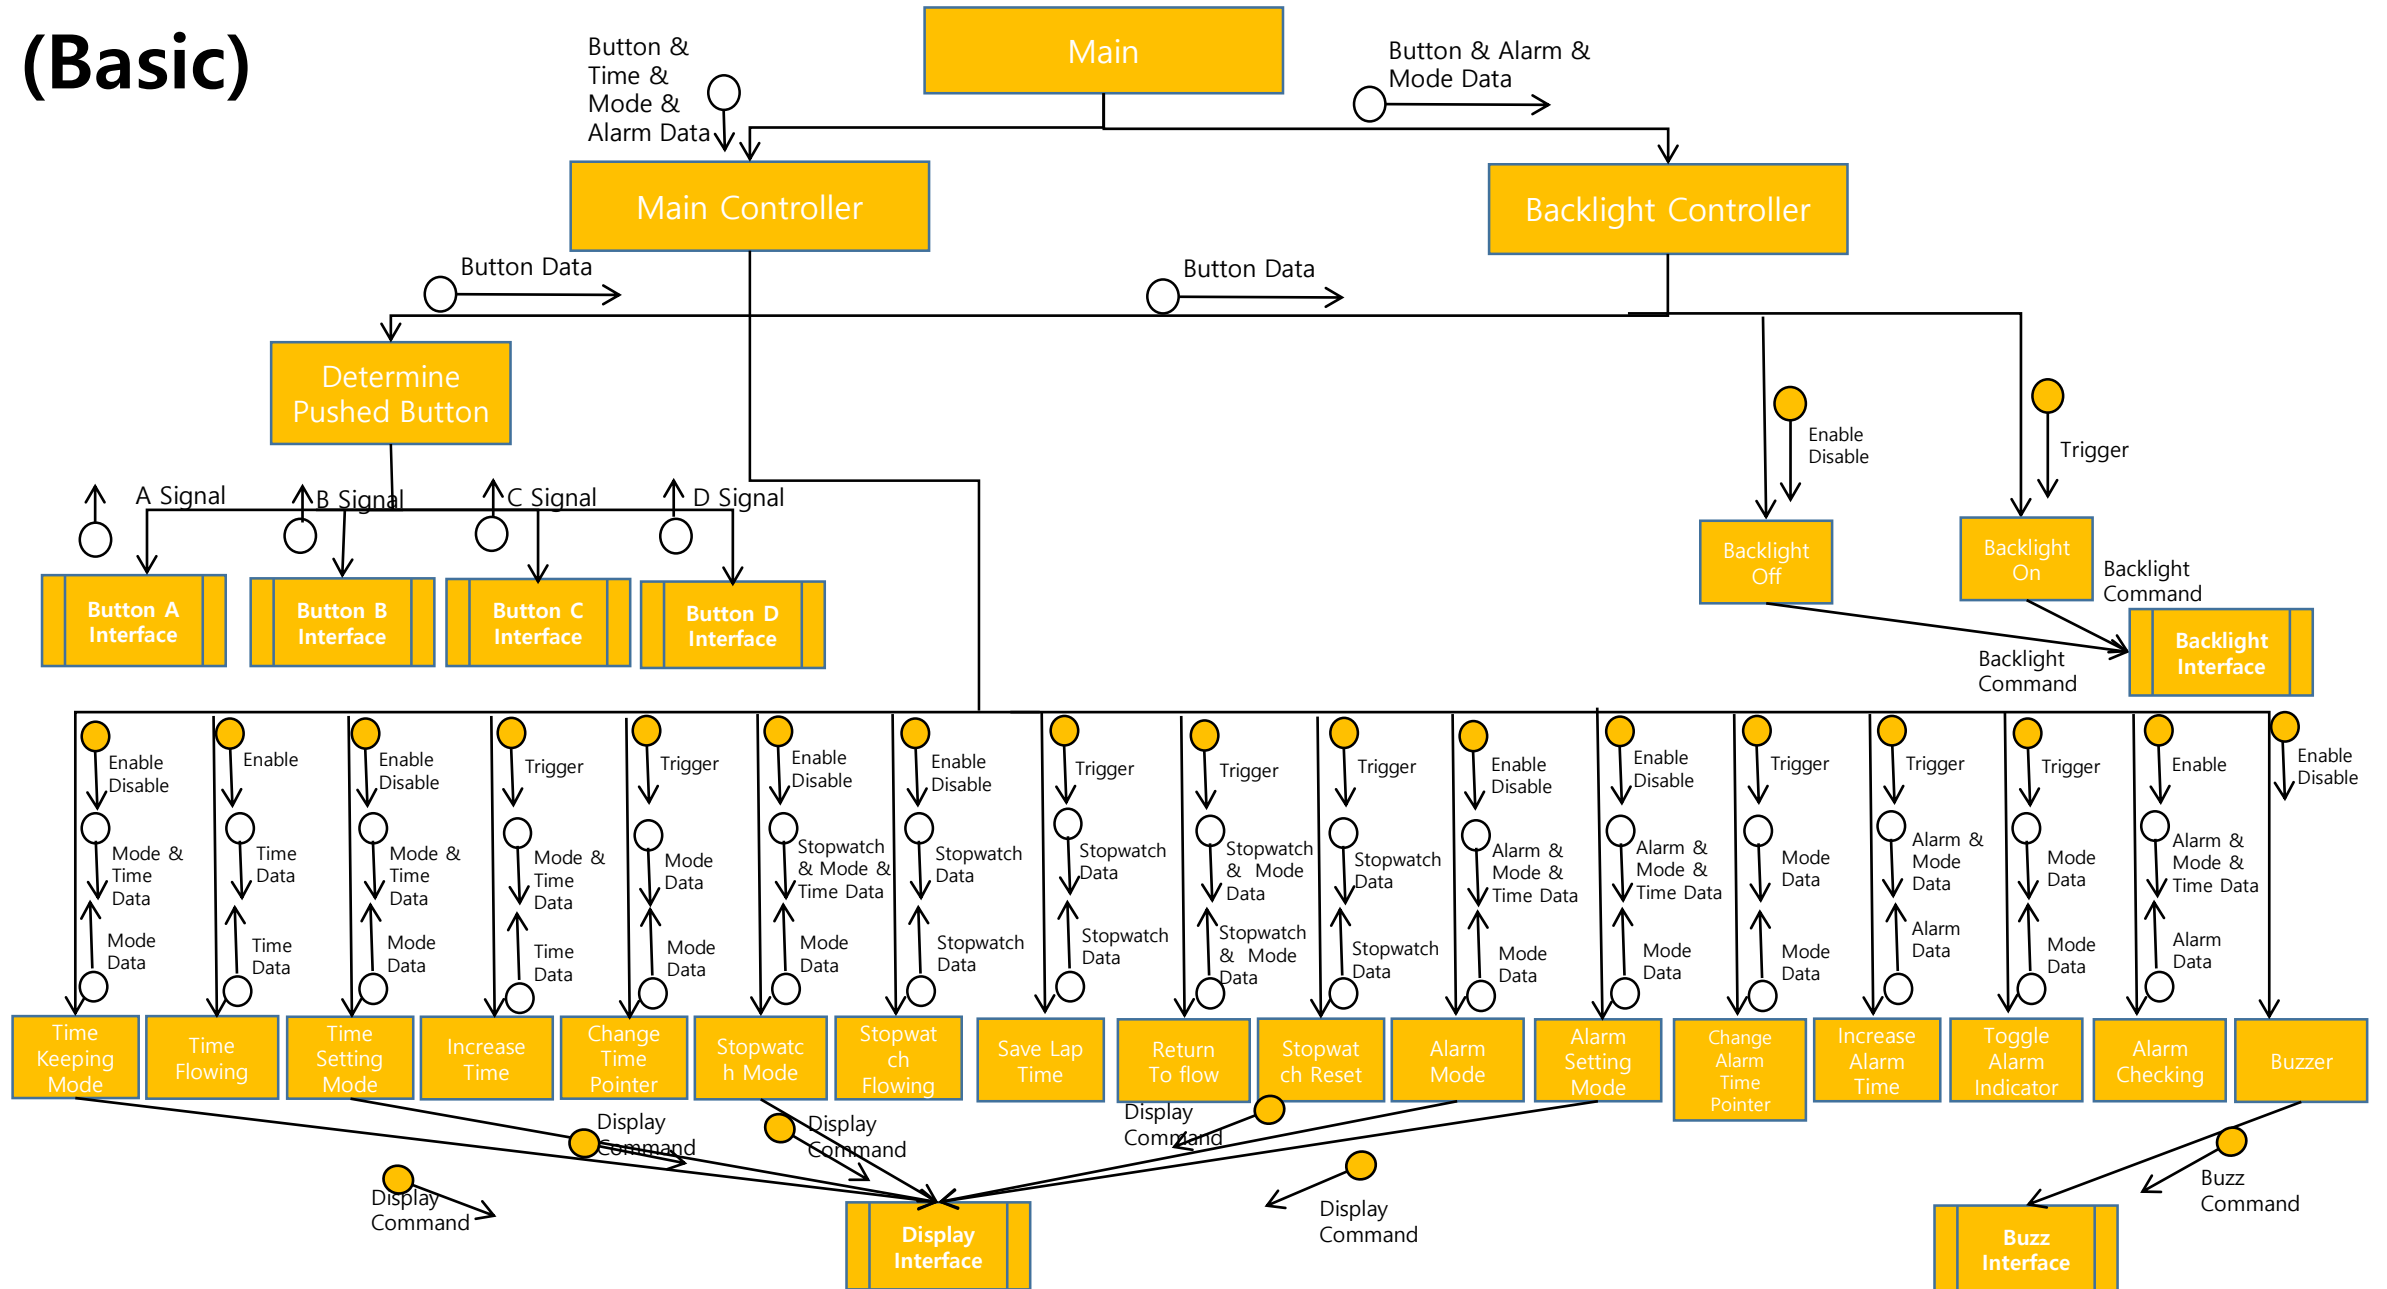 (Basic)
Main
Button &
Time &
Mode &
Alarm Data
Button & Alarm &
Mode Data
Main Controller
Backlight Controller
Button Data
Button Data
Determine
Pushed Button
Enable
Disable
Trigger
A Signal
B Signal
C Signal
D Signal
Backlight
Off
Backlight
On
Backlight
Command
Button A
Interface
Button B
Interface
Button C
Interface
Button D
Interface
Backlight
Interface
Backlight
Command
Enable
Disable
Enable
Enable
Disable
Trigger
Trigger
Enable
Disable
Enable
Disable
Trigger
Trigger
Trigger
Enable
Disable
Enable
Disable
Trigger
Trigger
Trigger
Enable
Enable
Disable
Mode &
Time
Data
Time
Data
Mode &
Time
Data
Mode &
Time
Data
Mode
Data
Stopwatch
& Mode &
Time Data
Stopwatch
Data
Stopwatch
Data
Stopwatch
& Mode
Data
Stopwatch
Data
Alarm &
Mode &
Time Data
Alarm &
Mode &
Time Data
Mode
Data
Alarm &
Mode
Data
Mode
Data
Alarm &
Mode &
Time Data
Mode
Data
Time
Data
Mode
Data
Time
Data
Mode
Data
Mode
Data
Stopwatch
Data
Stopwatch
Data
Stopwatch
& Mode
Data
Stopwatch
Data
Mode
Data
Mode
Data
Mode
Data
Alarm
Data
Mode
Data
Alarm
Data
Time
Keeping
Mode
Time
Flowing
Time
Setting
Mode
Increase
Time
Change
Time
Pointer
Stopwatc
h Mode
Stopwat
ch
Flowing
Save Lap
Time
Return
To flow
Stopwat
ch Reset
Alarm
Mode
Alarm
Setting
Mode
Change
Alarm
Time
Pointer
Increase
Alarm
Time
Toggle
Alarm
Indicator
Alarm
Checking
Buzzer
Display
Command
Display
Command
Display
Command
Display
Command
Display
Command
Buzz
Command
Display
Interface
Buzz
Interface